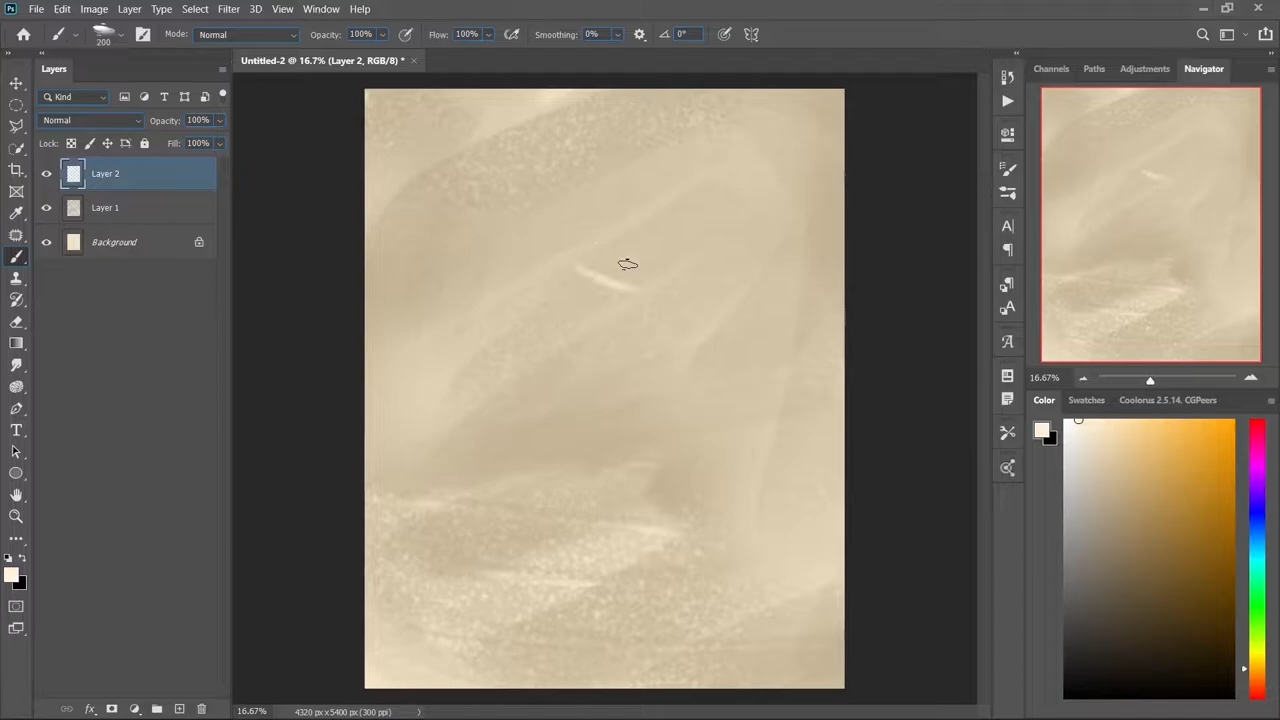 Ps File Edit Image Layer Type Select Filter 3D View Window Help
200 Mode: Normal Opacity: 100% Flow: 100% Smoothing: 0% 0°
Untitled-2 @ 16.7% (Layer 2, RGB/8) *
Layers
Kind
Normal Opacity: 100%
Lock: Fill: 100%
Layer 2
Layer 1
Background
Channels Paths Adjustments Navigator
16.67%
Color Swatches Coolorus 2.5.14. CGPeers
16.67% 4320 px x 5400 px (300 ppi)